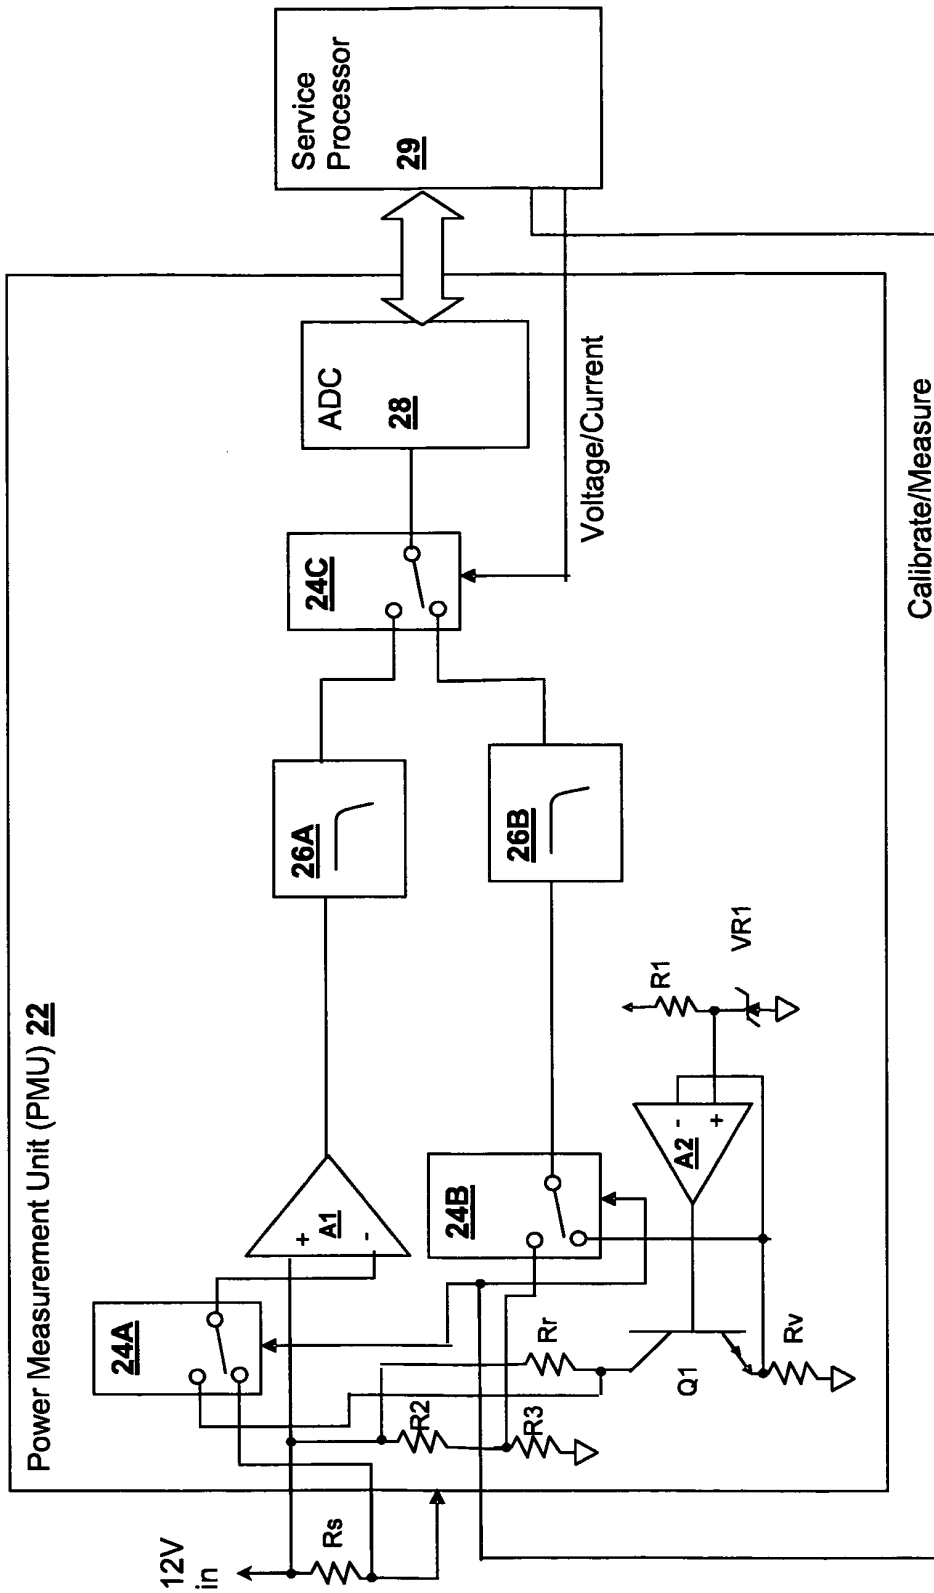 Power Measurement Unit (PMU) 22
12V
in
Rs
24A
+
A1
-
26A
24C
ADC
28
Service
Processor
29
Voltage/Current
24B
26B
R2
R3
Rr
Q1
Rv
A2
-
+
R1
VR1
Calibrate/Measure